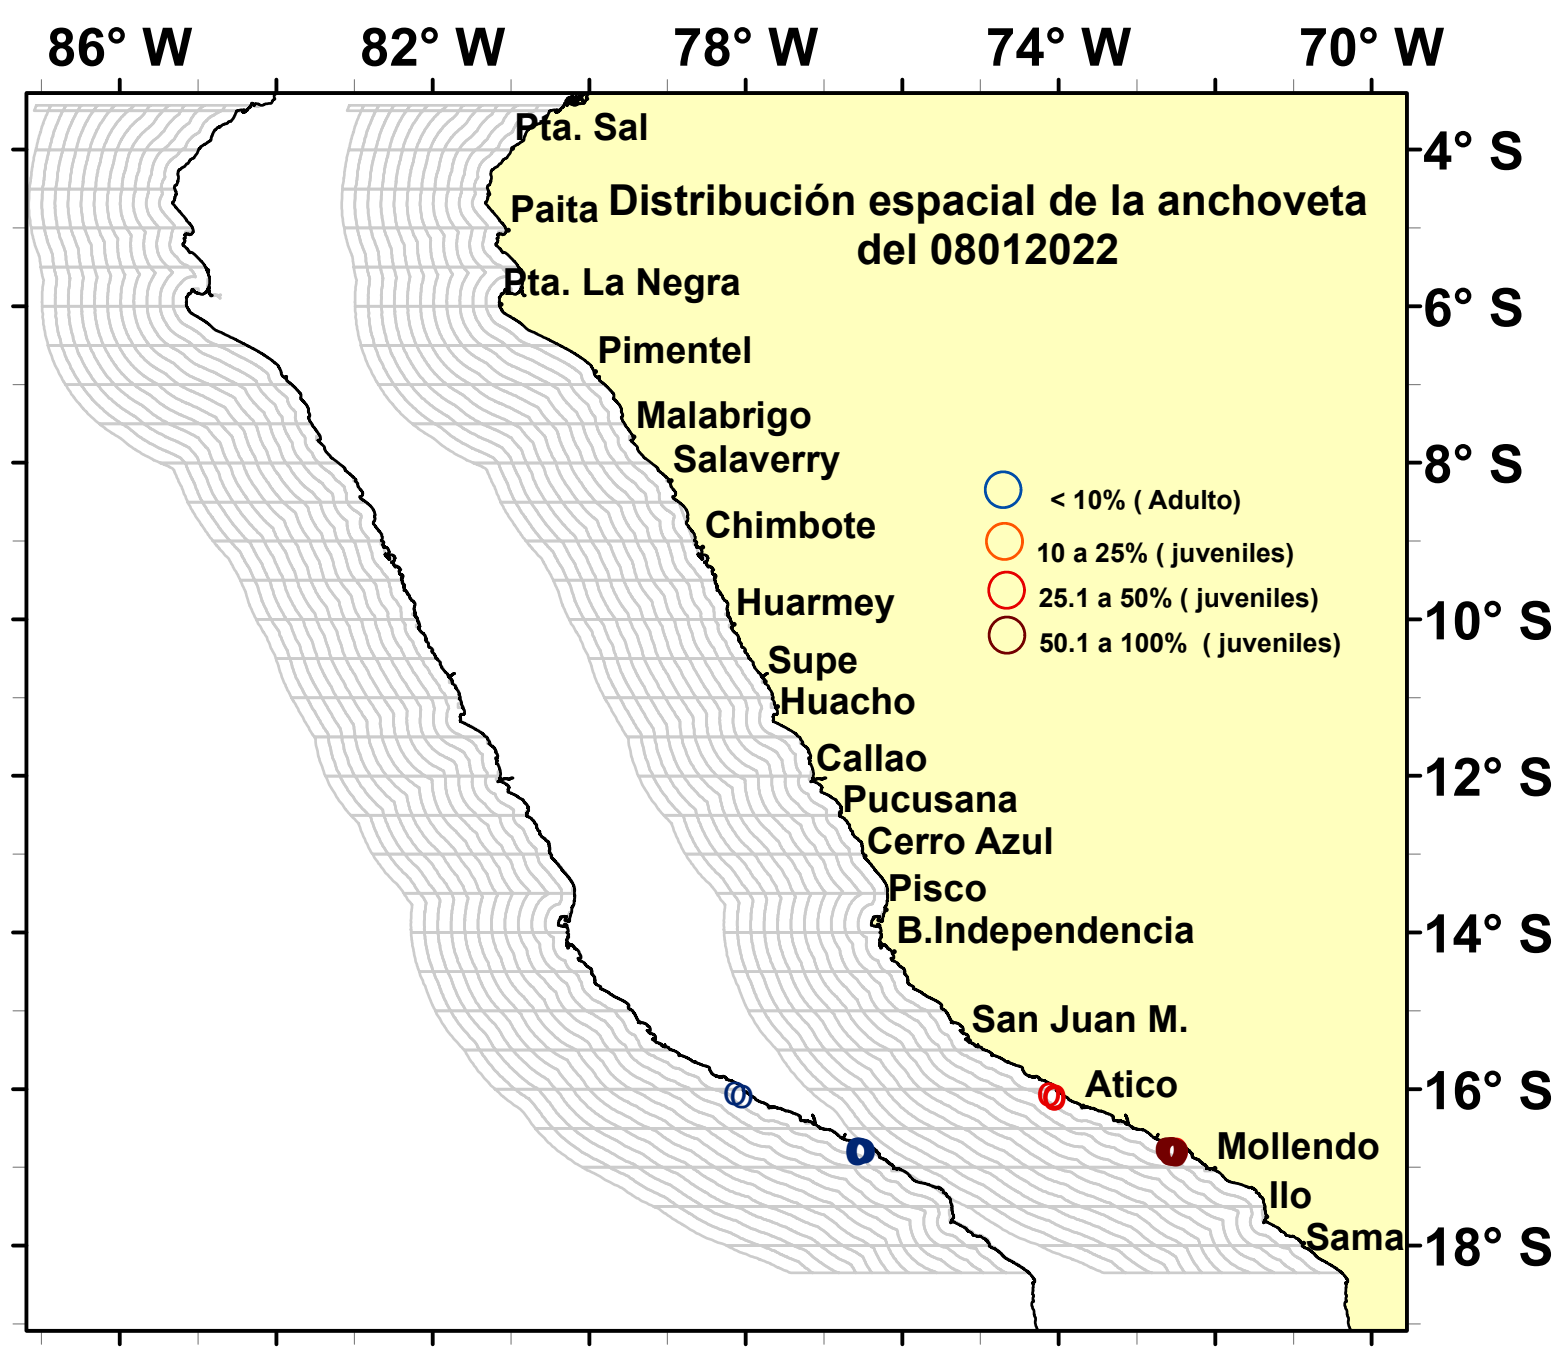 86° W 82° W 78° W 74° W 70° W
Pta. Sal
4° S
Paita
Distribución espacial de la anchoveta
del 08012022
Pta. La Negra
6° S
Pimentel
Malabrigo
Salaverry
8° S
< 10% ( Adulto)
Chimbote
10 a 25% ( juveniles)
25.1 a 50% ( juveniles)
Huarmey
10° S
50.1 a 100%  ( juveniles)
Supe
Huacho
Callao
12° S
Pucusana
Cerro Azul
Pisco
B.Independencia
14° S
San Juan M.
Atico
16° S
Mollendo
Ilo
Sama
18° S